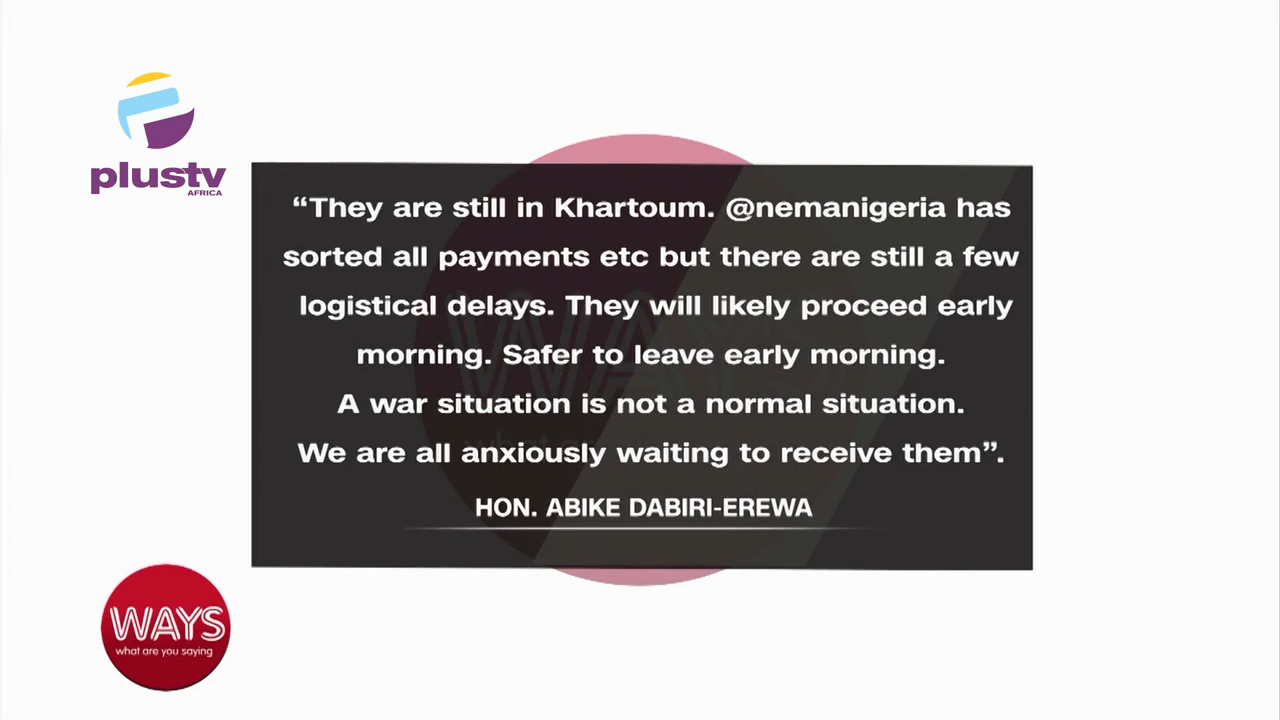 plustv
AFRICA
“They are still in Khartoum. @nemanigeria has
sorted all payments etc but there are still a few
logistical delays. They will likely proceed early
morning. Safer to leave early morning.
A war situation is not a normal situation.
We are all anxiously waiting to receive them”.
HON. ABIKE DABIRI-EREWA
WAYS
what are you saying